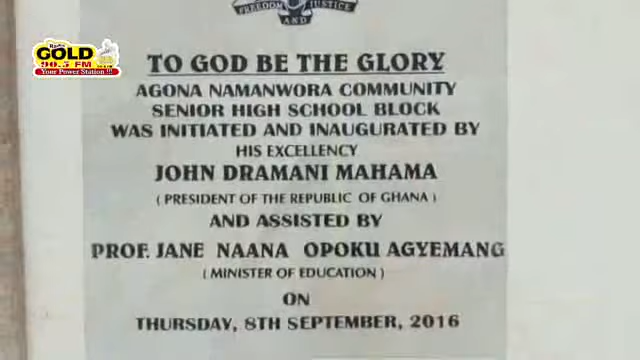 FREEDOM AND JUSTICE
Radio
GOLD
90.5 FM
Your Power Station !!!
TO GOD BE THE GLORY
AGONA NAMANWORA COMMUNITY
SENIOR HIGH SCHOOL BLOCK
WAS INITIATED AND INAUGURATED BY
HIS EXCELLENCY
JOHN DRAMANI MAHAMA
( PRESIDENT OF THE REPUBLIC OF GHANA )
AND ASSISTED BY
PROF. JANE NAANA OPOKU AGYEMANG
( MINISTER OF EDUCATION )
ON
THURSDAY, 8TH SEPTEMBER, 2016